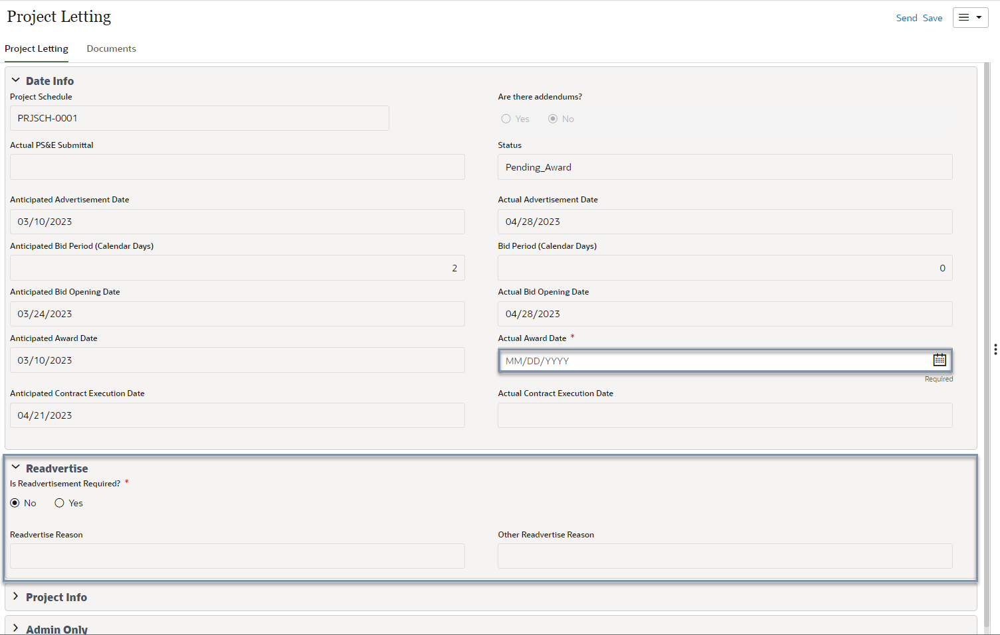 Project Letting
Send Save
Project Letting Documents
Date Info
Project Schedule
PRJSCH-0001
Are there addendums?
Yes No
Actual PS&E Submittal
Status
Pending_Award
Anticipated Advertisement Date
03/10/2023
Actual Advertisement Date
04/28/2023
Anticipated Bid Period (Calendar Days)
2
Bid Period (Calendar Days)
0
Anticipated Bid Opening Date
03/24/2023
Actual Bid Opening Date
04/28/2023
Anticipated Award Date
03/10/2023
Actual Award Date *
MM/DD/YYYY
Required
Anticipated Contract Execution Date
04/21/2023
Actual Contract Execution Date
Readvertise
Is Readvertisement Required? *
No Yes
Readvertise Reason
Other Readvertise Reason
Project Info
Admin Only